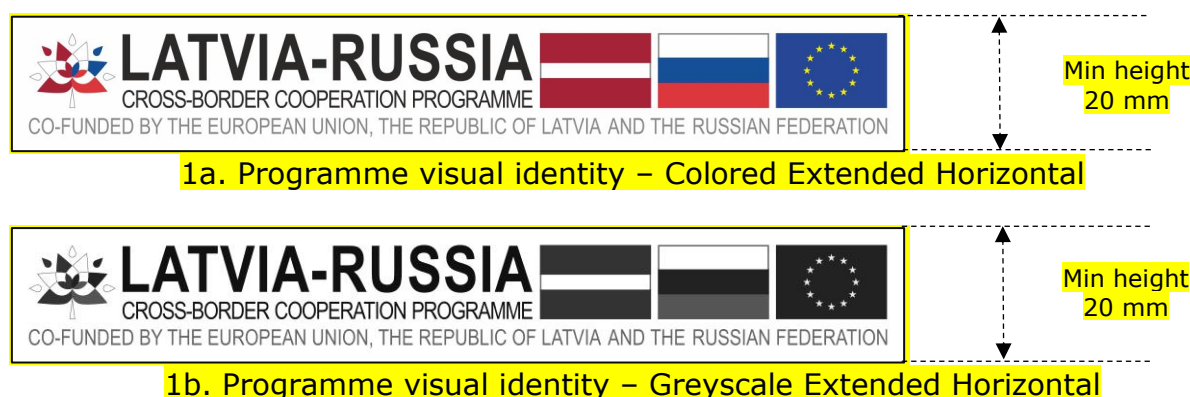 LATVIA-RUSSIA
CROSS-BORDER COOPERATION PROGRAMME
CO-FUNDED BY THE EUROPEAN UNION, THE REPUBLIC OF LATVIA AND THE RUSSIAN FEDERATION
Min height
20 mm
1a. Programme visual identity – Colored Extended Horizontal
LATVIA-RUSSIA
CROSS-BORDER COOPERATION PROGRAMME
CO-FUNDED BY THE EUROPEAN UNION, THE REPUBLIC OF LATVIA AND THE RUSSIAN FEDERATION
Min height
20 mm
1b. Programme visual identity – Greyscale Extended Horizontal